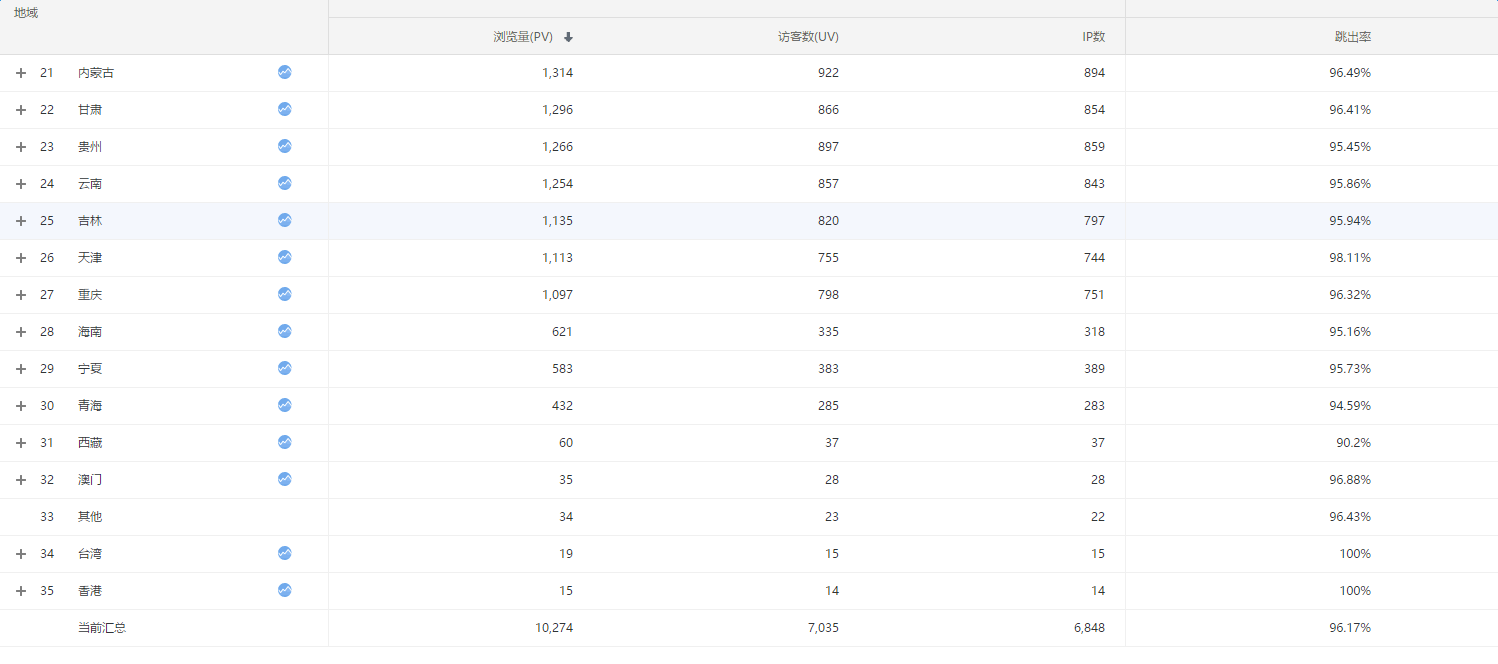 地域
浏览量(PV) 访客数(UV) IP数 跳出率
21 内蒙古 1,314 922 894 96.49%
22 甘肃 1,296 866 854 96.41%
23 贵州 1,266 897 859 95.45%
24 云南 1,254 857 843 95.86%
25 吉林 1,135 820 797 95.94%
26 天津 1,113 755 744 98.11%
27 重庆 1,097 798 751 96.32%
28 海南 621 335 318 95.16%
29 宁夏 583 383 389 95.73%
30 青海 432 285 283 94.59%
31 西藏 60 37 37 90.2%
32 澳门 35 28 28 96.88%
33 其他 34 23 22 96.43%
34 台湾 19 15 15 100%
35 香港 15 14 14 100%
当前汇总 10,274 7,035 6,848 96.17%